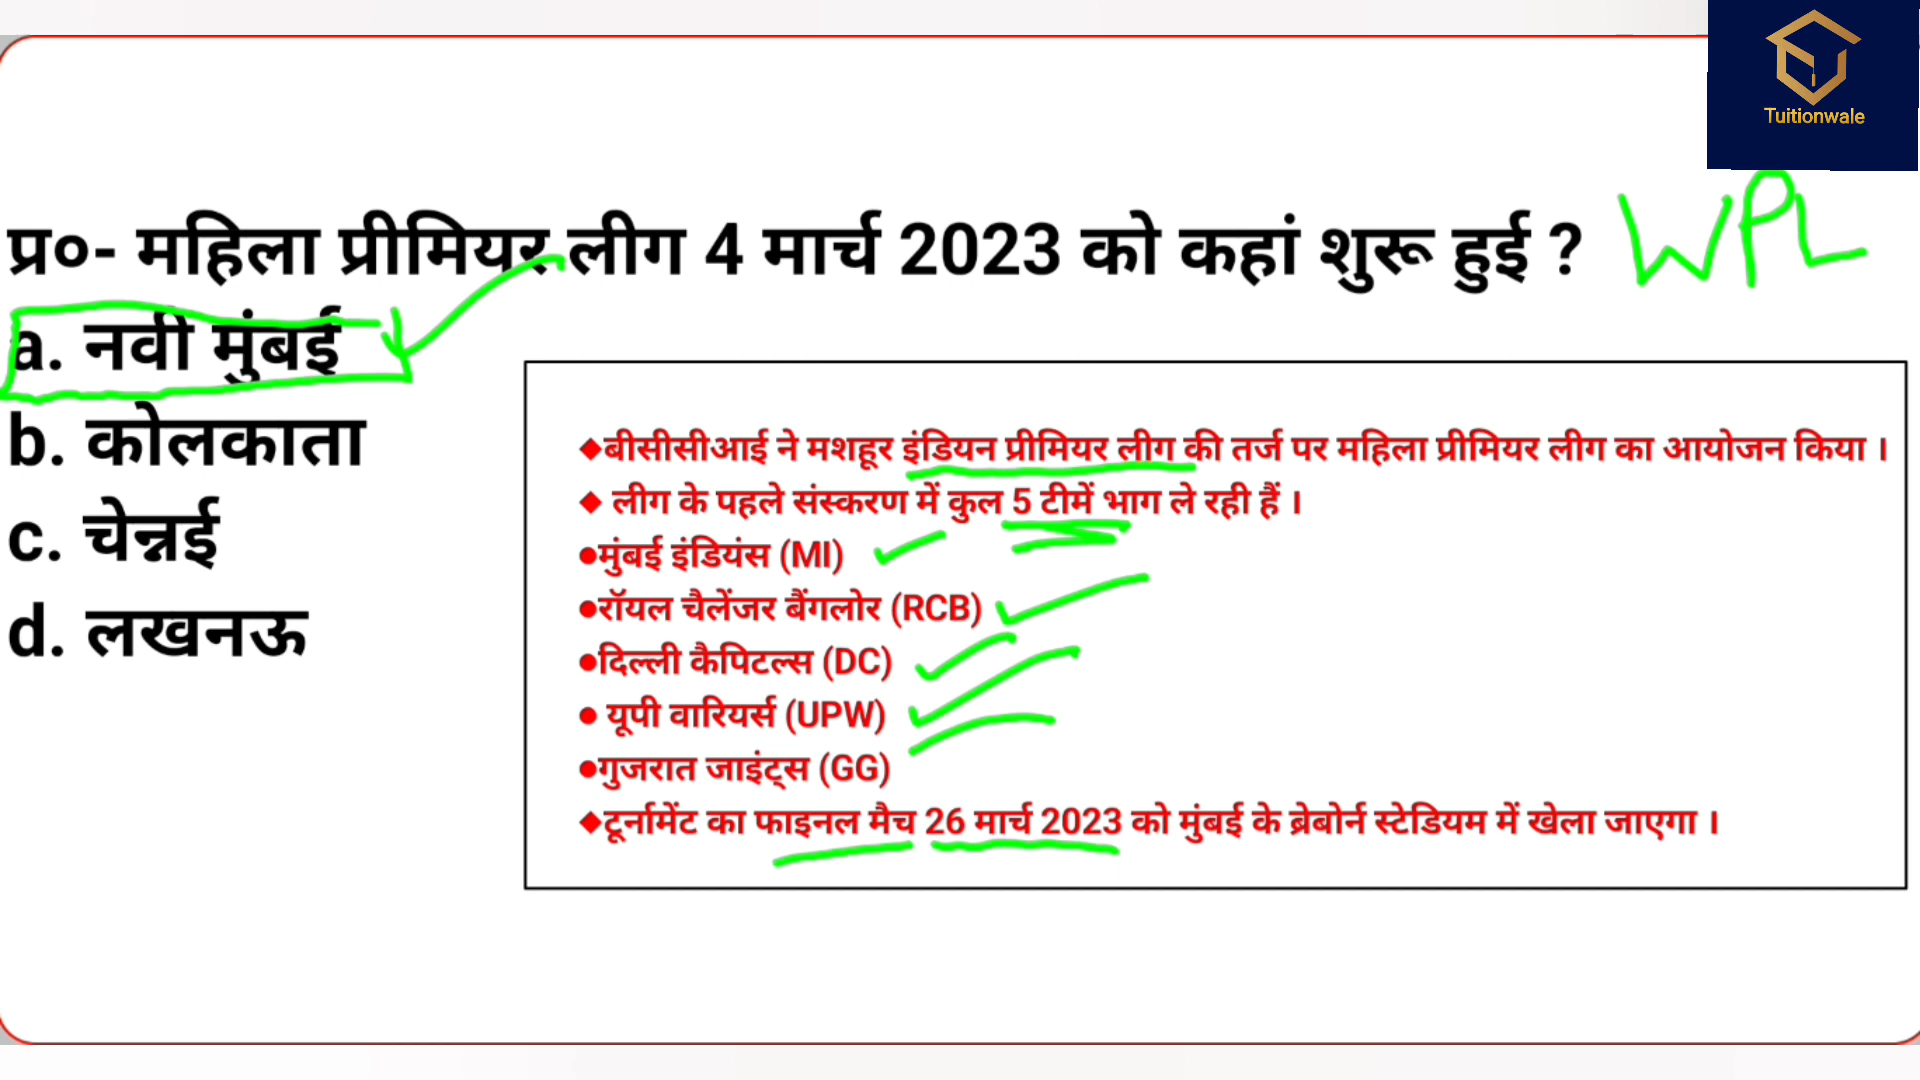 Tuitionwale
प्र०- महिला प्रीमियर लीग 4 मार्च 2023 को कहां शुरू हुई ?
WPL
a. नवी मुंबई
b. कोलकाता
c. चेन्नई
d. लखनऊ
◆बीसीसीआई ने मशहूर इंडियन प्रीमियर लीग की तर्ज पर महिला प्रीमियर लीग का आयोजन किया ।
◆ लीग के पहले संस्करण में कुल 5 टीमें भाग ले रही हैं ।
●मुंबई इंडियंस (MI)
●रॉयल चैलेंजर बैंगलोर (RCB)
●दिल्ली कैपिटल्स (DC)
● यूपी वारियर्स (UPW)
●गुजरात जाइंट्स (GG)
◆टूर्नामेंट का फाइनल मैच 26 मार्च 2023 को मुंबई के ब्रेबोर्न स्टेडियम में खेला जाएगा ।